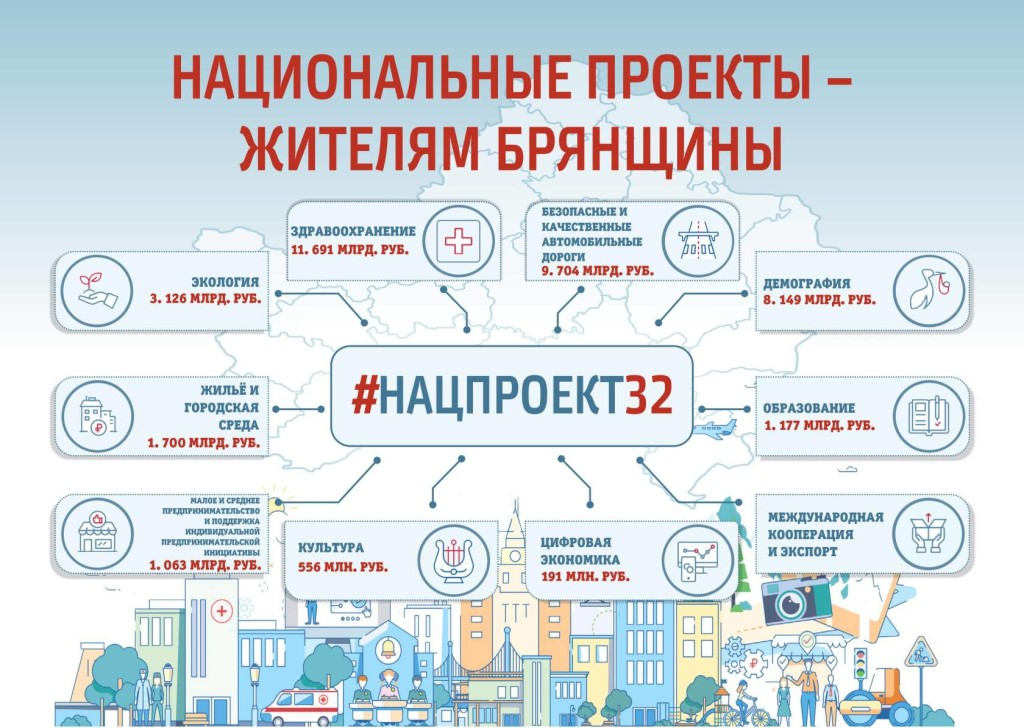 НАЦИОНАЛЬНЫЕ ПРОЕКТЫ –
ЖИТЕЛЯМ БРЯНЩИНЫ
ЗДРАВООХРАНЕНИЕ
11. 691 МЛРД. РУБ.
БЕЗОПАСНЫЕ И
КАЧЕСТВЕННЫЕ
АВТОМОБИЛЬНЫЕ
ДОРОГИ
9. 704 МЛРД. РУБ.
ЭКОЛОГИЯ
3. 126 МЛРД. РУБ.
ДЕМОГРАФИЯ
8. 149 МЛРД. РУБ.
ЖИЛЬЁ И
ГОРОДСКАЯ
СРЕДА
1. 700 МЛРД. РУБ.
#НАЦПРОЕКТ32
ОБРАЗОВАНИЕ
1. 177 МЛРД. РУБ.
МАЛОЕ И СРЕДНЕЕ
ПРЕДПРИНИМАТЕЛЬСТВО
И ПОДДЕРЖКА
ИНДИВИДУАЛЬНОЙ
ПРЕДПРИНИМАТЕЛЬСКОЙ
ИНИЦИАТИВЫ
1. 063 МЛРД. РУБ.
КУЛЬТУРА
556 МЛН. РУБ.
ЦИФРОВАЯ
ЭКОНОМИКА
191 МЛН. РУБ.
МЕЖДУНАРОДНАЯ
КООПЕРАЦИЯ
И ЭКСПОРТ